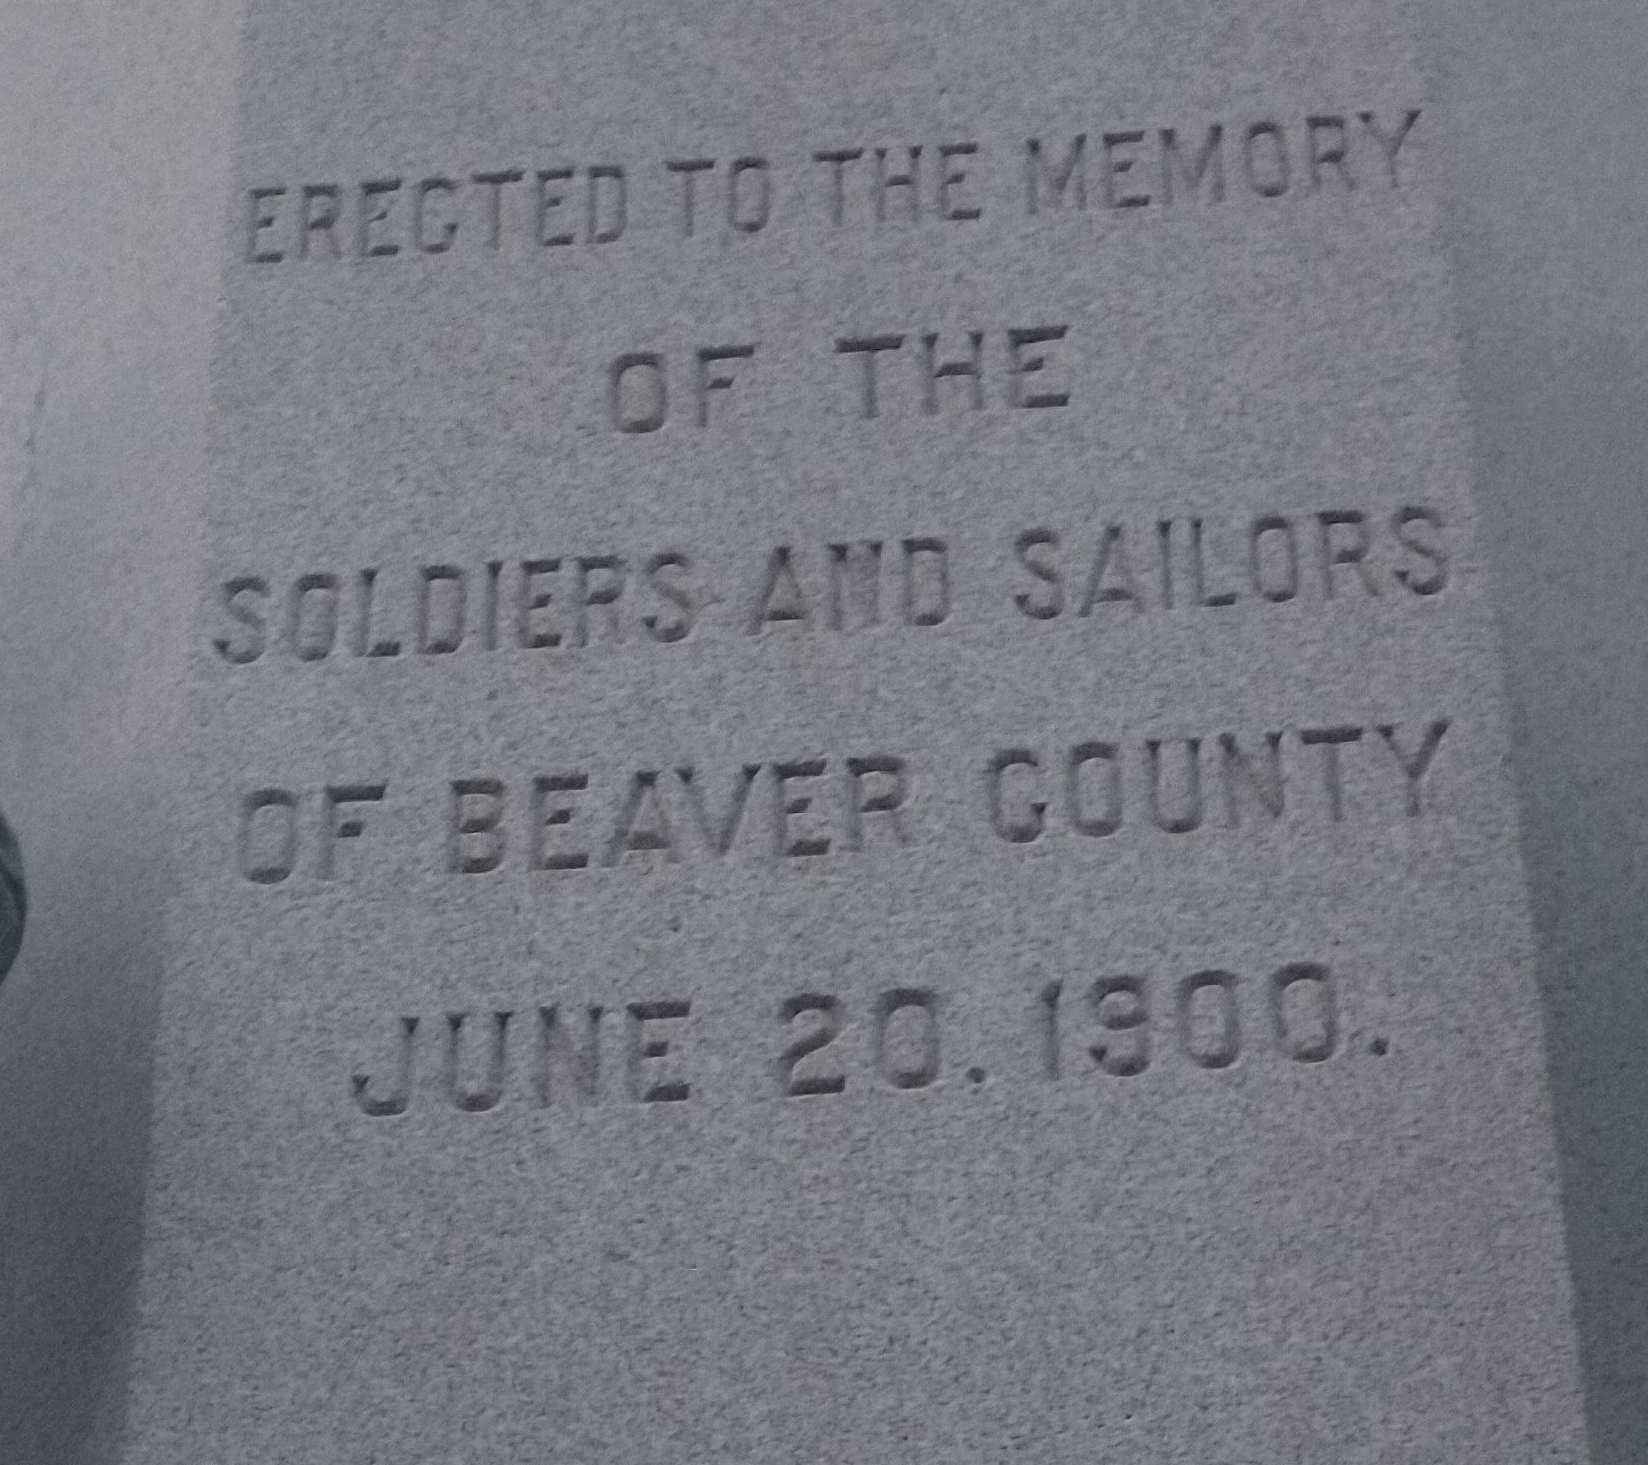 ERECTED TO THE MEMORY
OF THE
SOLDIERS AND SAILORS
OF BEAVER COUNTY
JUNE 20. 1900.